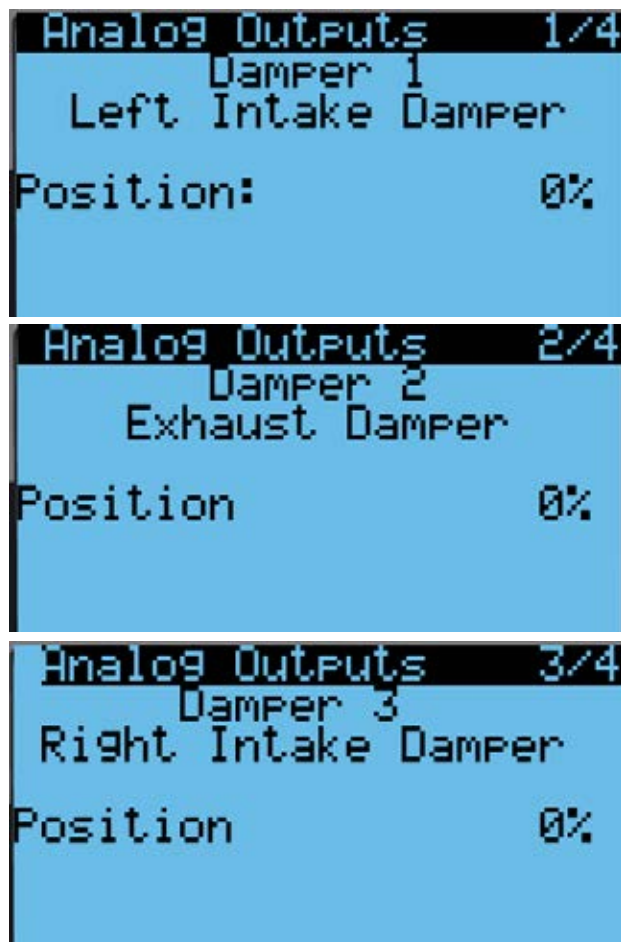 Analog Outputs 1/4
Damper 1
Left Intake Damper
Position: 0%
Analog Outputs 2/4
Damper 2
Exhaust Damper
Position 0%
Analog Outputs 3/4
Damper 3
Right Intake Damper
Position 0%